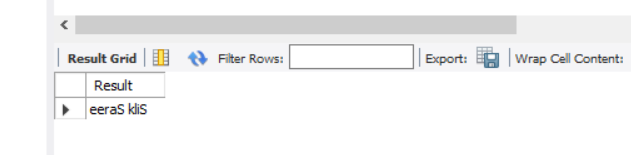 Result Grid Filter Rows: Export: Wrap Cell Content:
Result
eeraS kliS